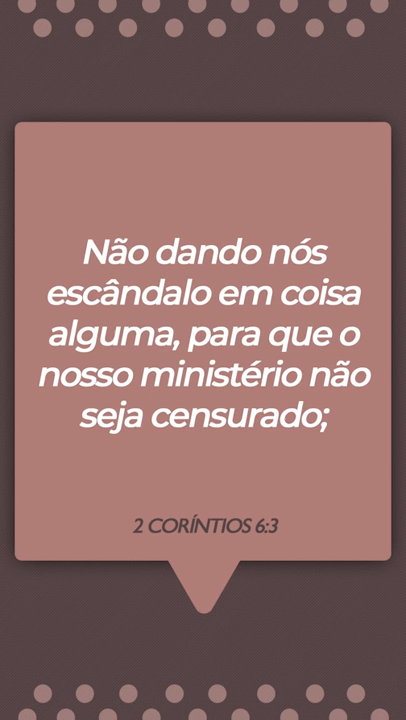 Não dando nós
escândalo em coisa
alguma, para que o
nosso ministério não
seja censurado;
2 CORÍNTIOS 6:3